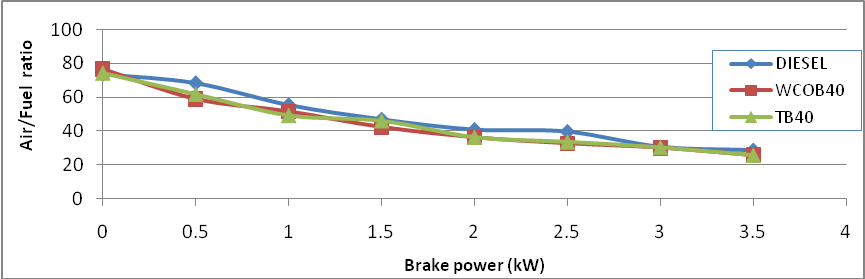 100
80
60
40
20
0
Air/Fuel ratio
DIESEL
WCOB40
TB40
0 0.5 1 1.5 2 2.5 3 3.5 4
Brake power (kW)